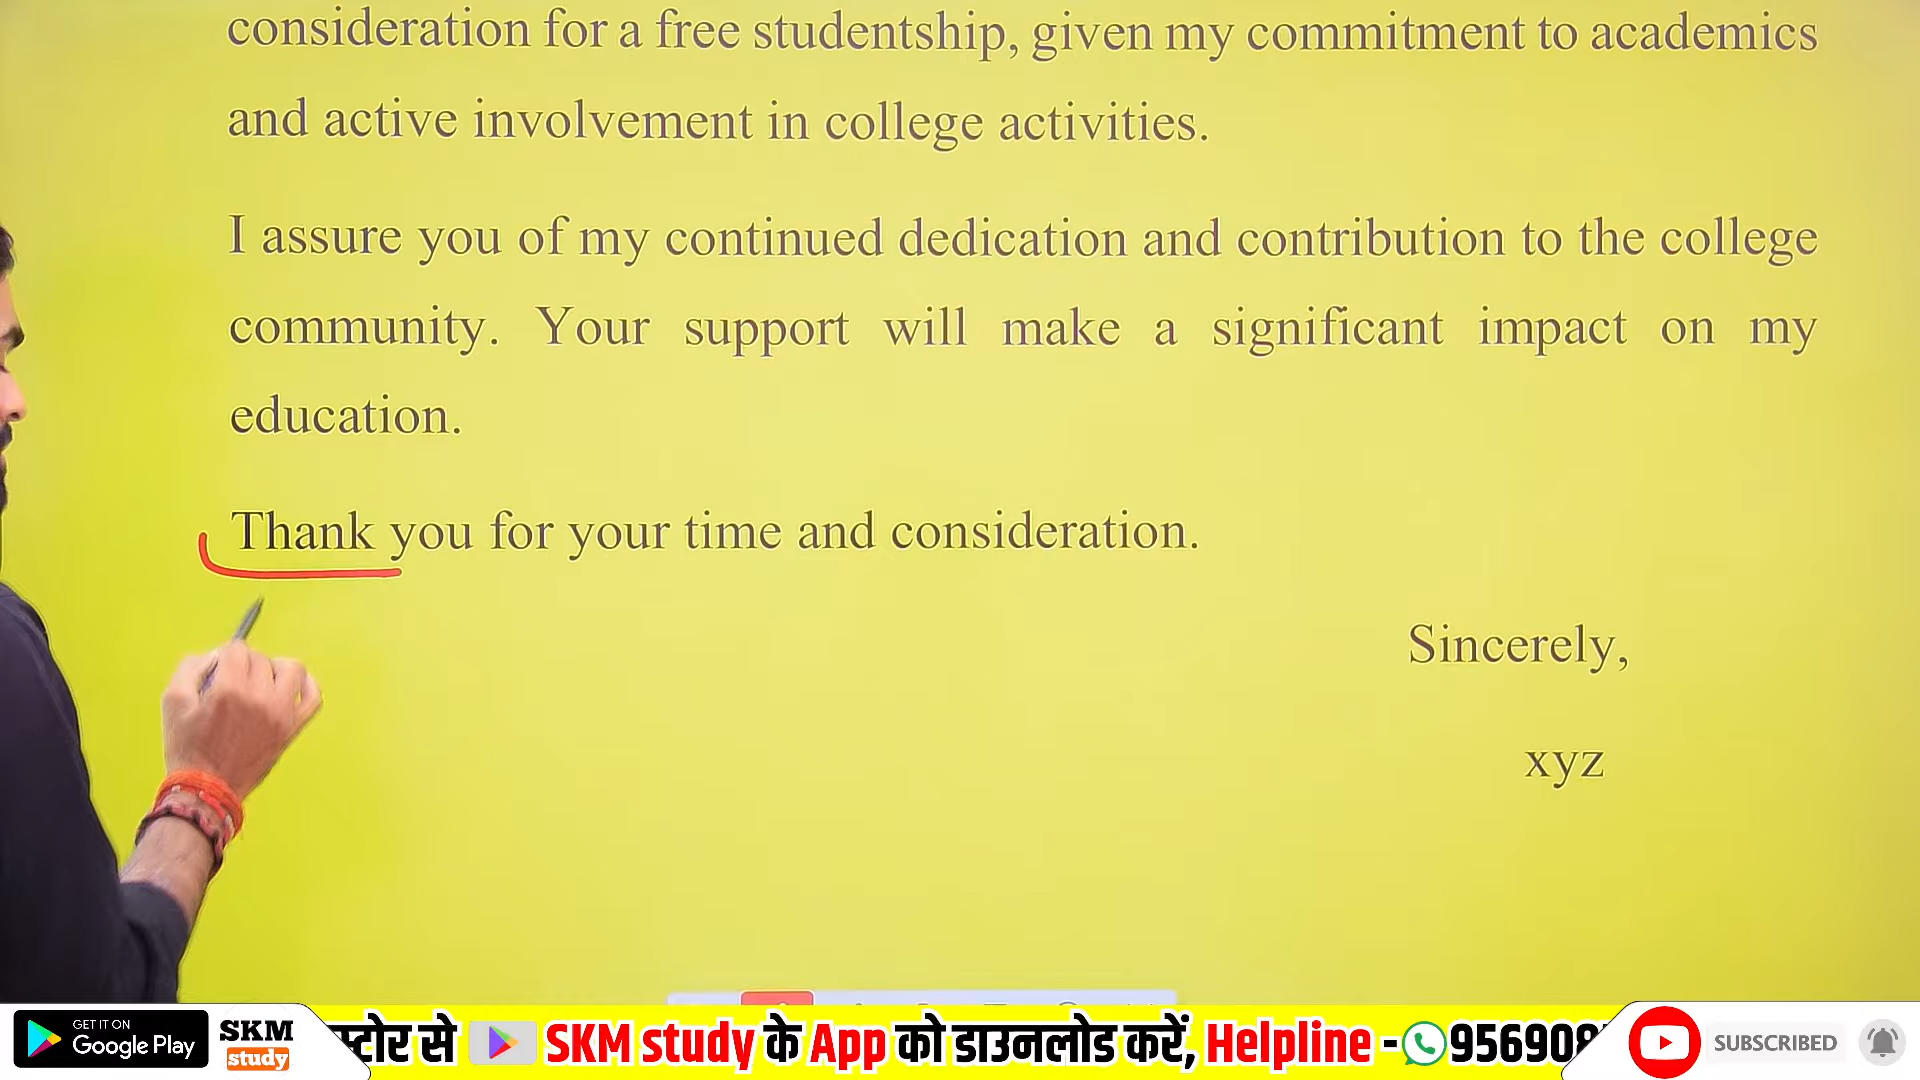 consideration for a free studentship, given my commitment to academics
and active involvement in college activities.
I assure you of my continued dedication and contribution to the college
community. Your support will make a significant impact on my
education.
Thank you for your time and consideration.
Sincerely,
xyz
GET IT ON
Google Play
SKM
study
स्टोर से SKM study के App को डाउनलोड करें, Helpline - 956908
SUBSCRIBED